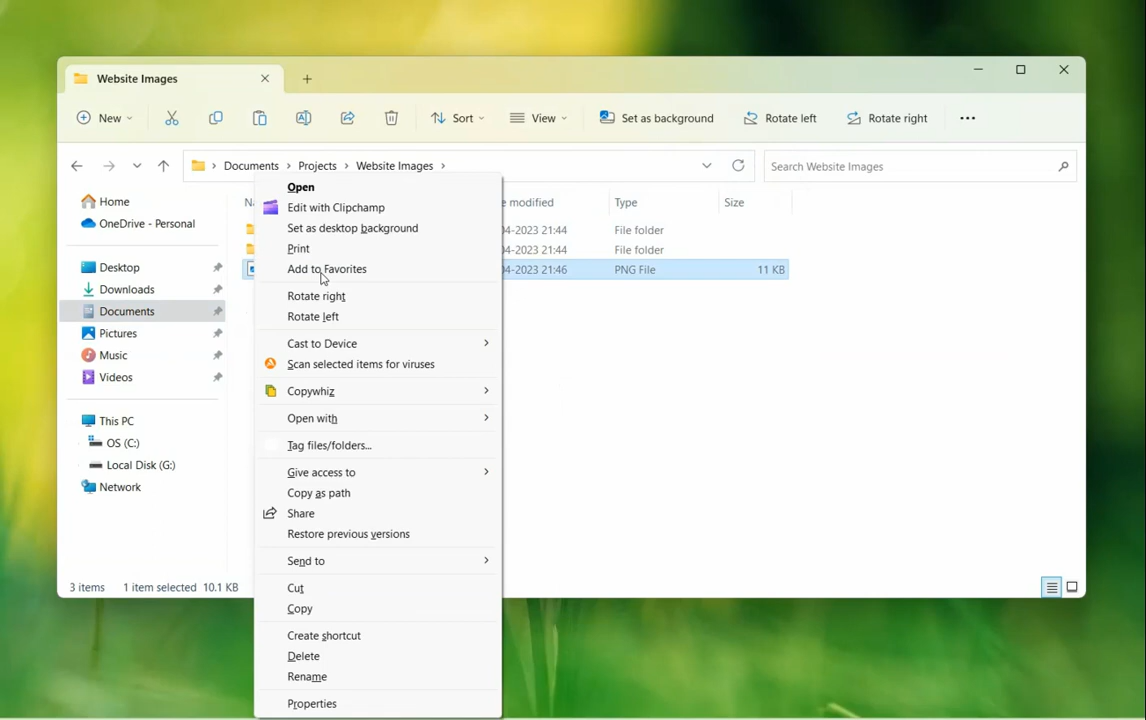 Website Images
New
Sort
View
Set as background
Rotate left
Rotate right
Documents
Projects
Website Images
Search Website Images
Home
OneDrive - Personal
Desktop
Downloads
Documents
Pictures
Music
Videos
This PC
OS (C:)
Local Disk (G:)
Network
modified
Type
Size
04-2023 21:44
File folder
04-2023 21:44
File folder
04-2023 21:46
PNG File
11 KB
Open
Edit with Clipchamp
Set as desktop background
Print
Add to Favorites
Rotate right
Rotate left
Cast to Device
Scan selected items for viruses
Copywhiz
Open with
Tag files/folders...
Give access to
Copy as path
Share
Restore previous versions
Send to
Cut
Copy
Create shortcut
Delete
Rename
Properties
3 items
1 item selected 10.1 KB